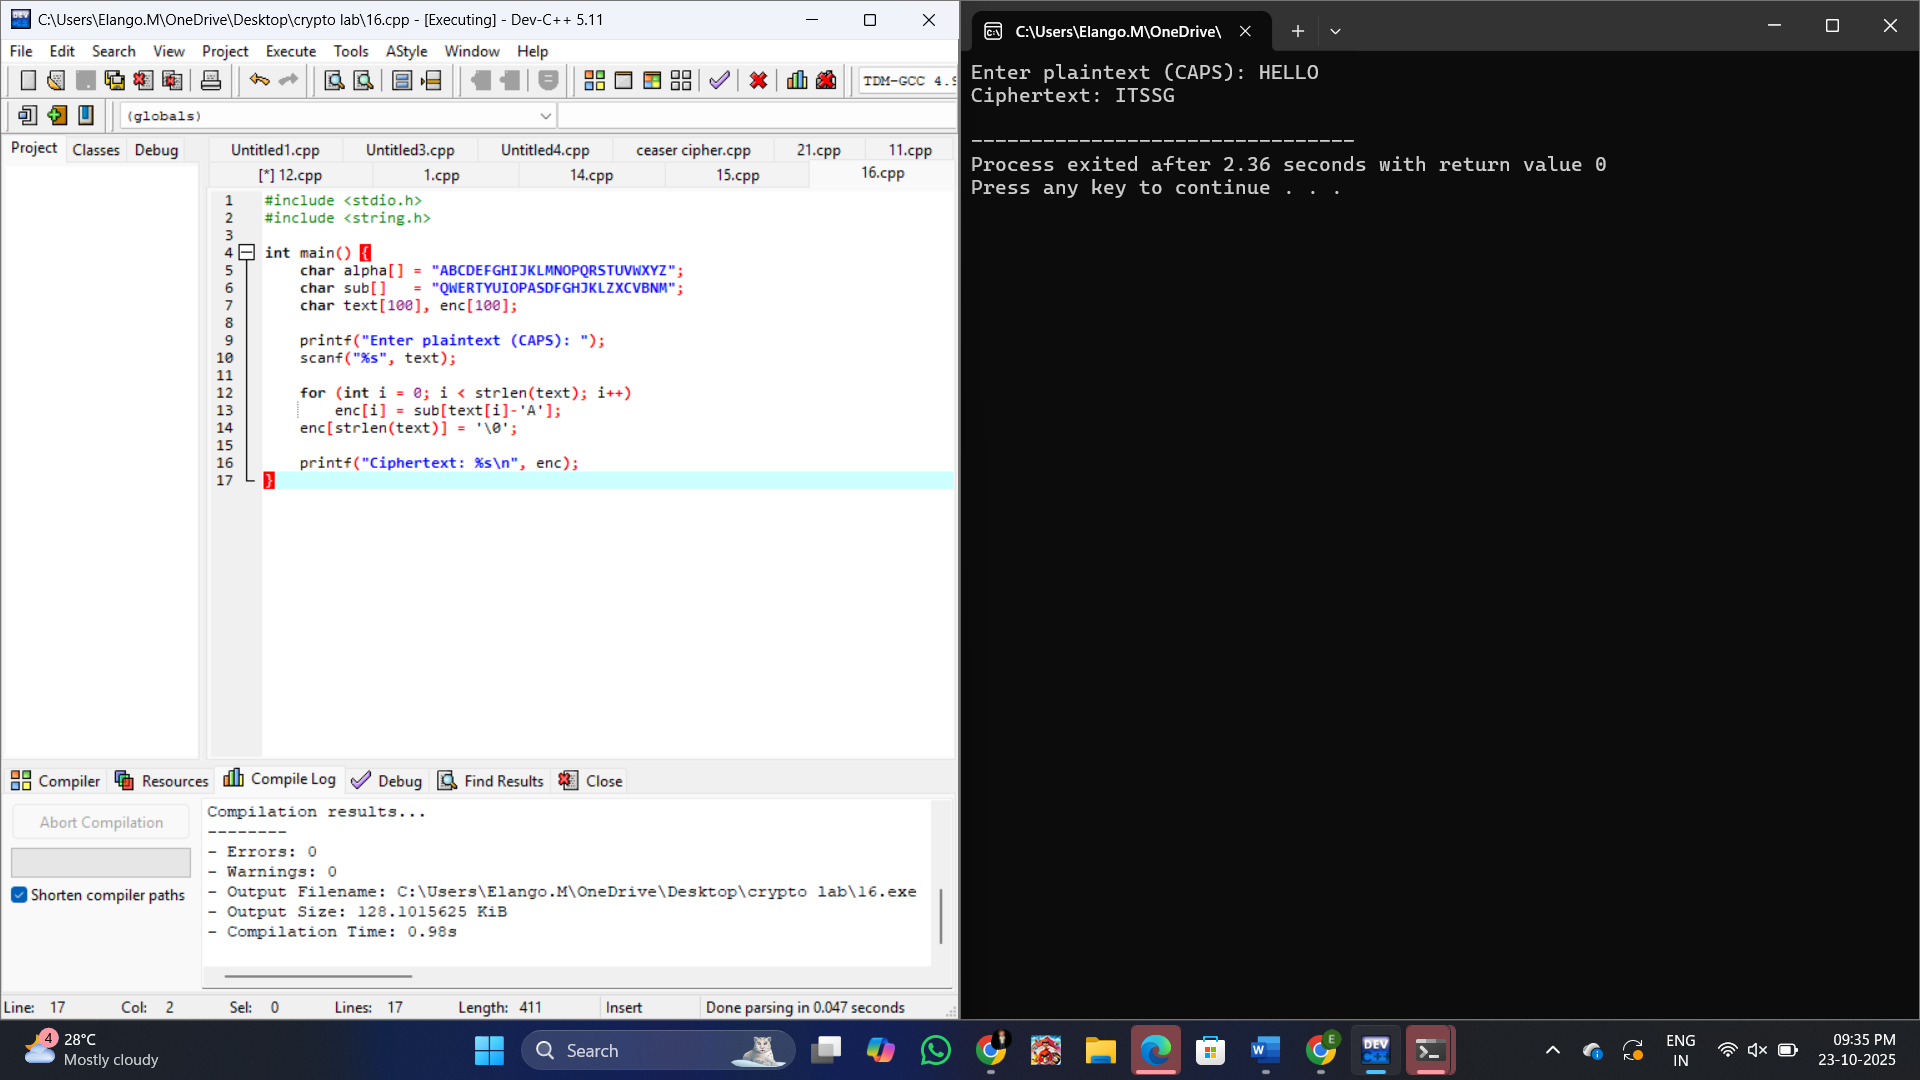 C:\Users\Elango.M\OneDrive\Desktop\crypto lab\16.cpp - [Executing] - Dev-C++ 5.11
File Edit Search View Project Execute Tools AStyle Window Help
TDM-GCC 4.9
(globals)
Project Classes Debug
Untitled1.cpp Untitled3.cpp Untitled4.cpp ceaser cipher.cpp 21.cpp 11.cpp
[*] 12.cpp 1.cpp 14.cpp 15.cpp 16.cpp
1 #include <stdio.h>
2 #include <string.h>
3
4 int main() {
5 char alpha[] = "ABCDEFGHIJKLMNOPQRSTUVWXYZ";
6 char sub[] = "QWERTYUIOPASDFGHJKLZXCVBNM";
7 char text[100], enc[100];
8
9 printf("Enter plaintext (CAPS): ");
10 scanf("%s", text);
11
12 for (int i = 0; i < strlen(text); i++)
13 enc[i] = sub[text[i]-'A'];
14 enc[strlen(text)] = '\0';
15
16 printf("Ciphertext: %s\n", enc);
17 }
Compiler Resources Compile Log Debug Find Results Close
Abort Compilation
Shorten compiler paths
Compilation results...
--------
- Errors: 0
- Warnings: 0
- Output Filename: C:\Users\Elango.M\OneDrive\Desktop\crypto lab\16.exe
- Output Size: 128.1015625 KiB
- Compilation Time: 0.98s
Line: 17 Col: 2 Sel: 0 Lines: 17 Length: 411 Insert Done parsing in 0.047 seconds
C:\Users\Elango.M\OneDrive\
Enter plaintext (CAPS): HELLO
Ciphertext: ITSSG
--------------------------------
Process exited after 2.36 seconds with return value 0
Press any key to continue . . .
4
28°C
Mostly cloudy
Search
W
E
DEV
C++
ENG
IN
09:35 PM
23-10-2025